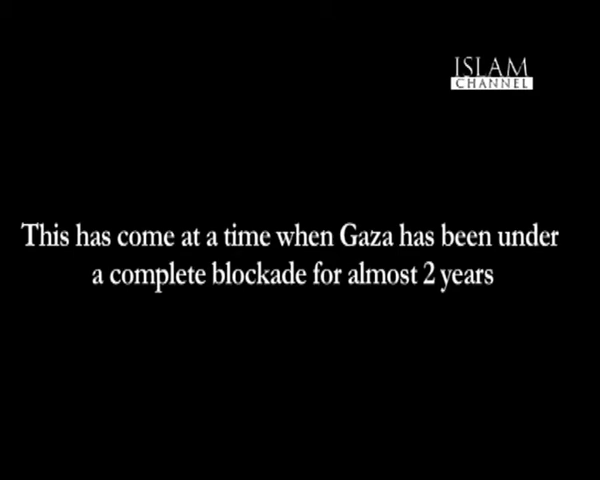 ISLAM
CHANNEL
This has come at a time when Gaza has been under
a complete blockade for almost 2 years